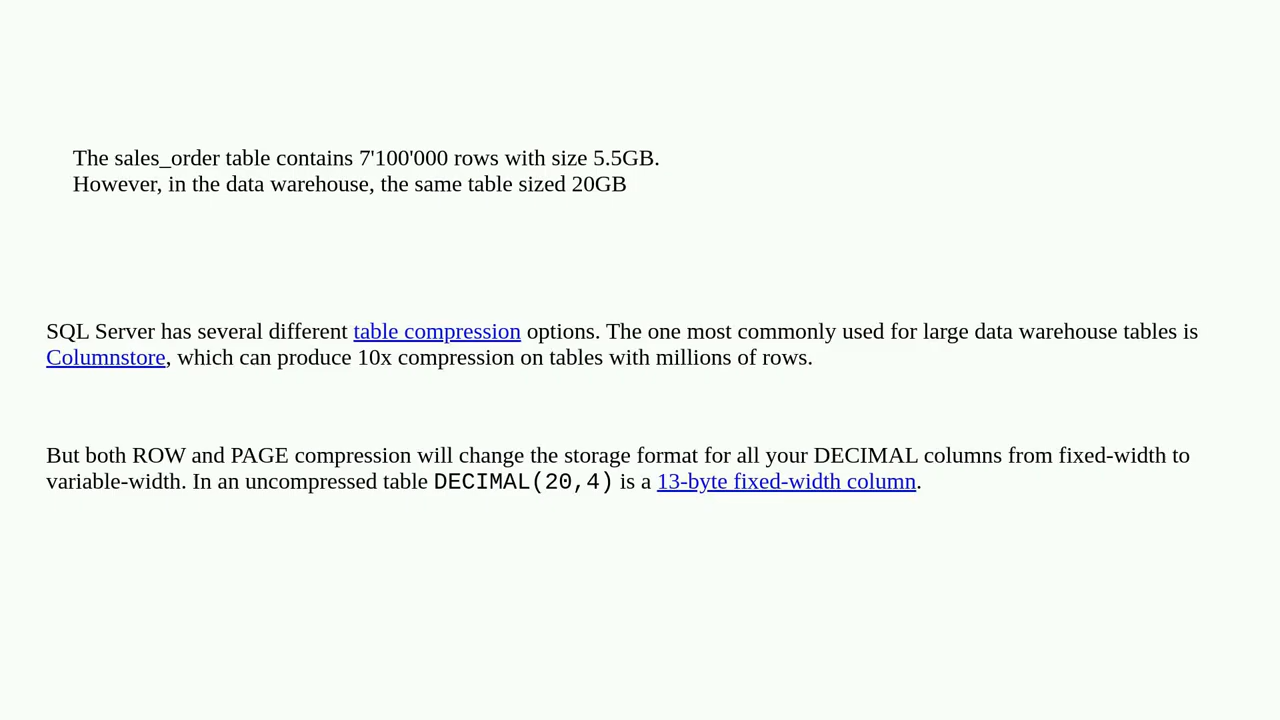 The sales_order table contains 7'100'000 rows with size 5.5GB.
However, in the data warehouse, the same table sized 20GB
SQL Server has several different table compression options. The one most commonly used for large data warehouse tables is
Columnstore, which can produce 10x compression on tables with millions of rows.
But both ROW and PAGE compression will change the storage format for all your DECIMAL columns from fixed-width to
variable-width. In an uncompressed table DECIMAL(20,4) is a 13-byte fixed-width column.